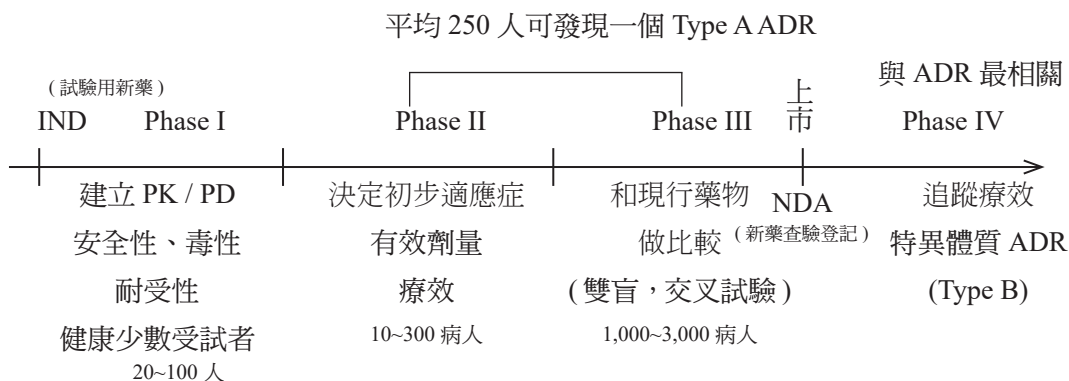 平均 250 人可發現一個 Type A ADR
(試驗用新藥)
IND
Phase I
Phase II
Phase III
上市
與 ADR 最相關
Phase IV
建立 PK / PD
安全性、毒性
耐受性
健康少數受試者
20~100 人
決定初步適應症
有效劑量
療效
10~300 病人
和現行藥物
做比較
(雙盲,交叉試驗)
1,000~3,000 病人
NDA
(新藥查驗登記)
追蹤療效
特異體質 ADR
(Type B)